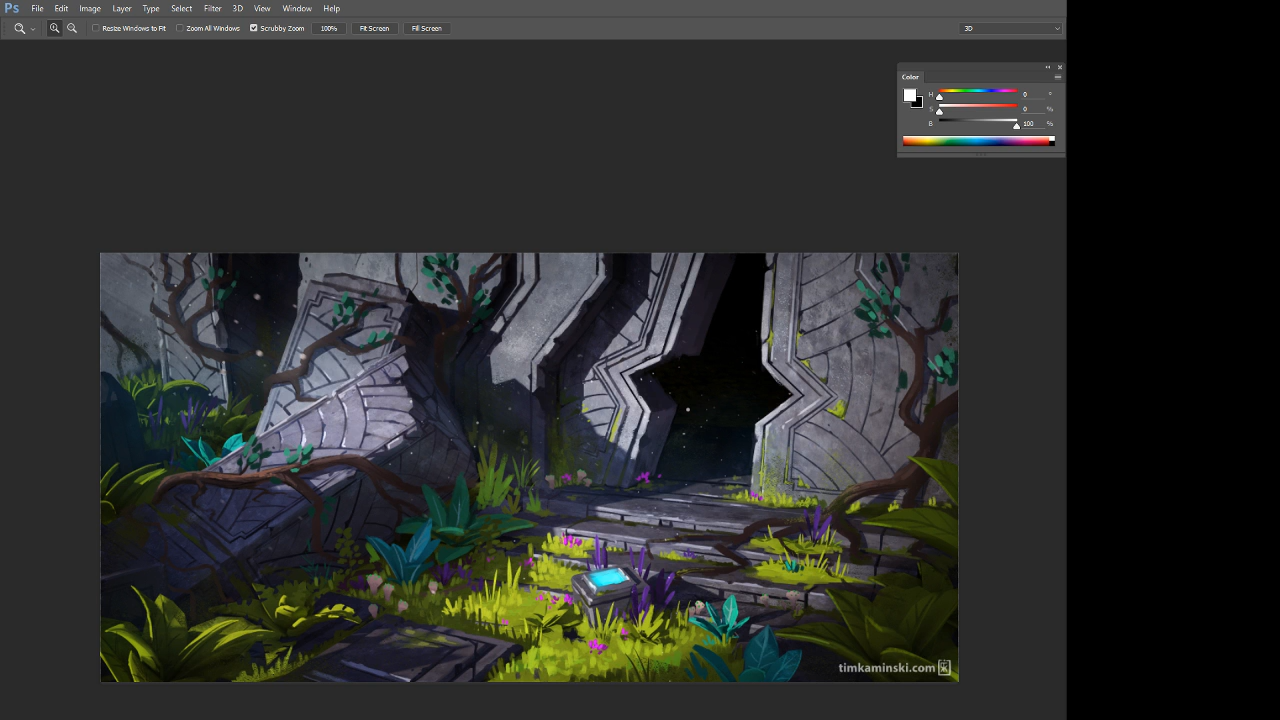 Ps File Edit Image Layer Type Select Filter 3D View Window Help
Resize Windows to Fit Zoom All Windows Scrubby Zoom 100% Fit Screen Fill Screen 3D
Color
H 0 °
S 0 %
B 100 %
timkaminski.com